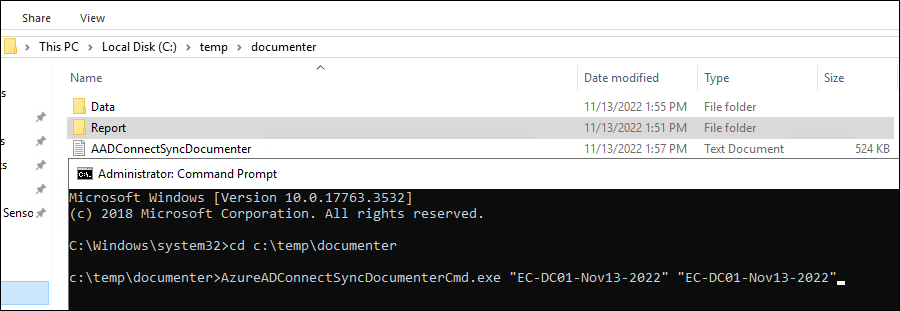 Share View
This PC Local Disk (C:) temp documenter
Name Date modified Type Size
Data 11/13/2022 1:55 PM File folder
Report 11/13/2022 1:51 PM File folder
AADConnectSyncDocumenter 11/13/2022 1:57 PM Text Document 524 KB
Administrator: Command Prompt
Microsoft Windows [Version 10.0.17763.3532]
(c) 2018 Microsoft Corporation. All rights reserved.
Senso
C:\Windows\system32>cd c:\temp\documenter
c:\temp\documenter>AzureADConnectSyncDocumenterCmd.exe "EC-DC01-Nov13-2022" "EC-DC01-Nov13-2022"